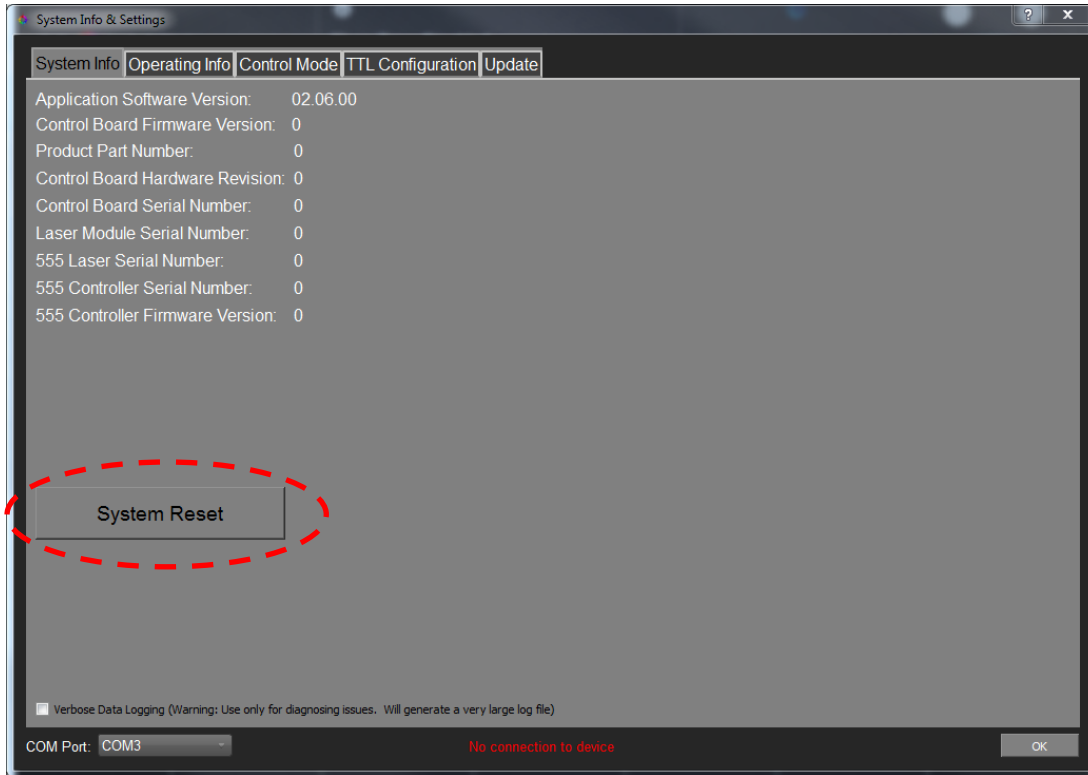 System Info & Settings
? x
System Info Operating Info Control Mode TTL Configuration Update
Application Software Version: 02.06.00
Control Board Firmware Version: 0
Product Part Number: 0
Control Board Hardware Revision: 0
Control Board Serial Number: 0
Laser Module Serial Number: 0
555 Laser Serial Number: 0
555 Controller Serial Number: 0
555 Controller Firmware Version: 0
System Reset
Verbose Data Logging (Warning: Use only for diagnosing issues. Will generate a very large log file)
COM Port: COM3 No connection to device OK